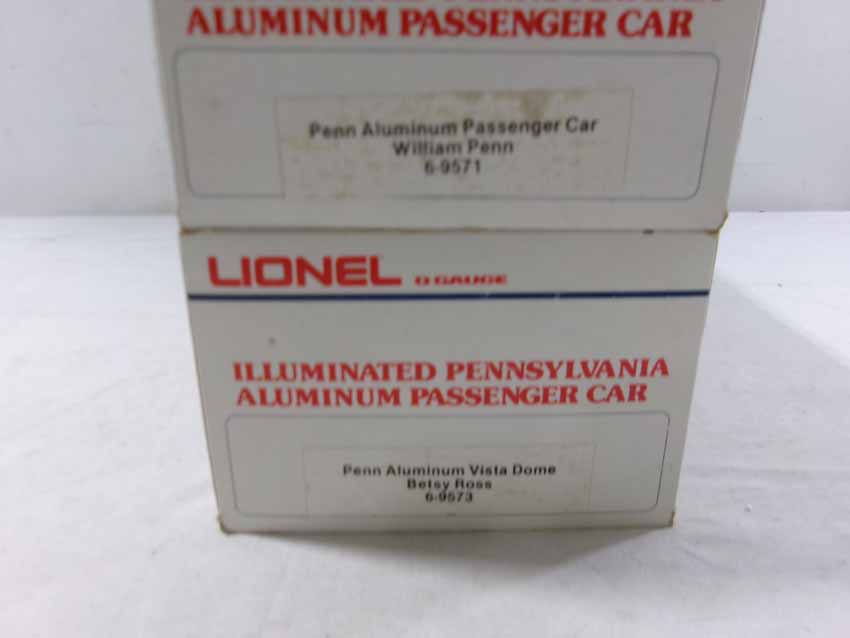 ALUMINUM PASSENGER CAR
Penn Aluminum Passenger Car
William Penn
6-9571
LIONEL O GAUGE
ILLUMINATED PENNSYLVANIA
ALUMINUM PASSENGER CAR
Penn Aluminum Vista Dome
Betsy Ross
6-9573